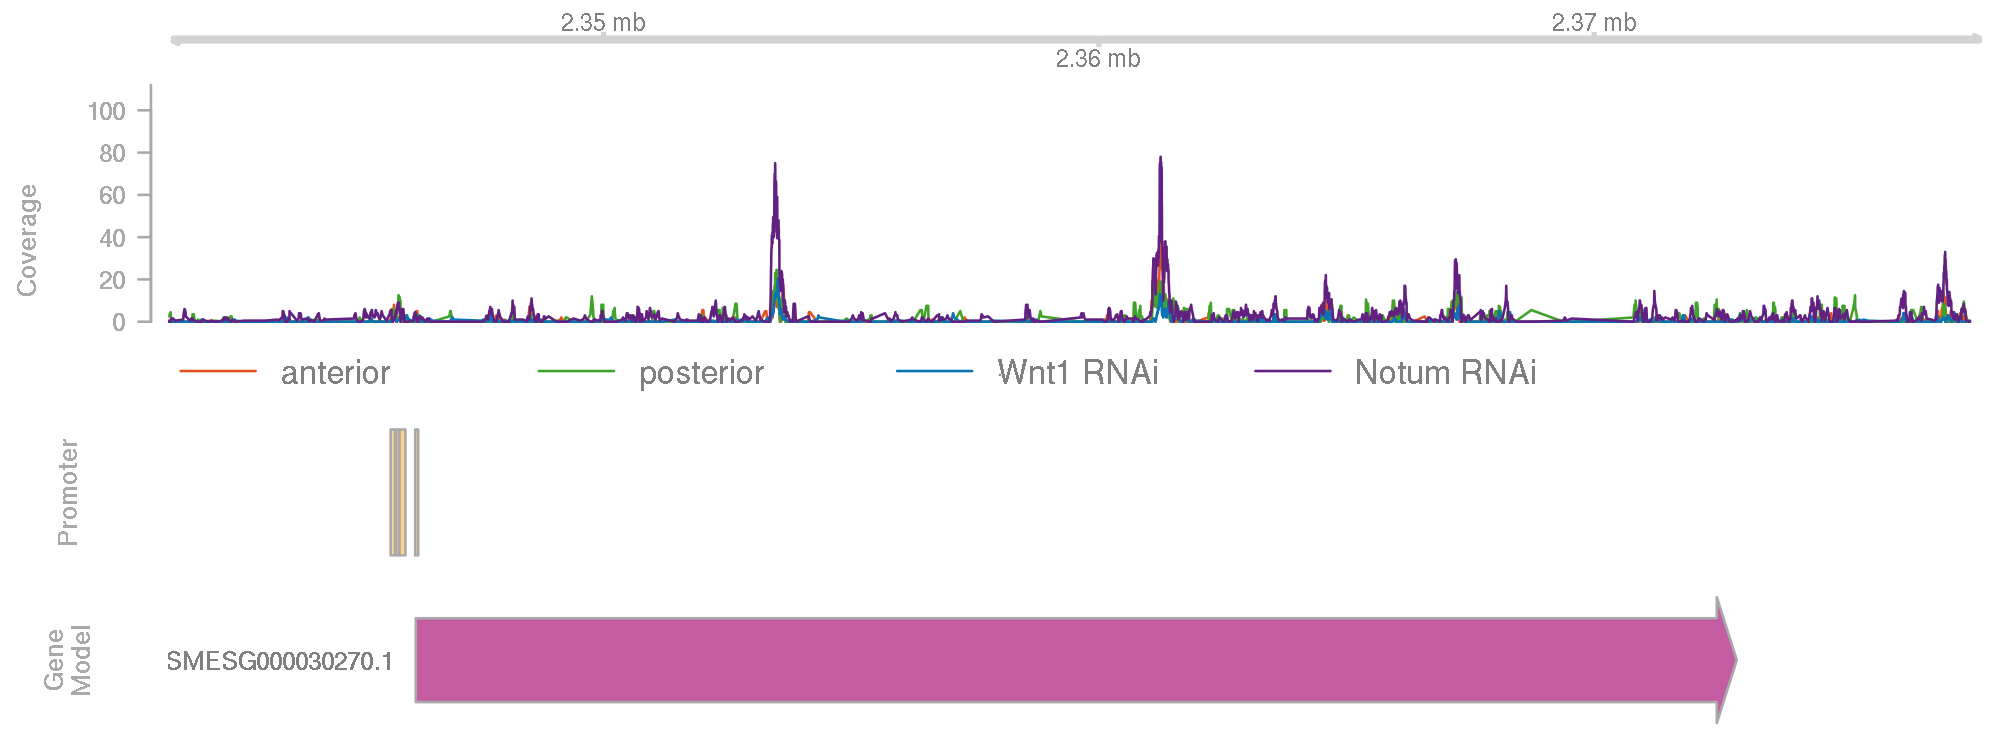 2.35 mb
2.37 mb
2.36 mb
Coverage
100
80
60
40
20
0
anterior
posterior
Wnt1 RNAi
Notum RNAi
Promoter
Gene
Model
SMESG000030270.1